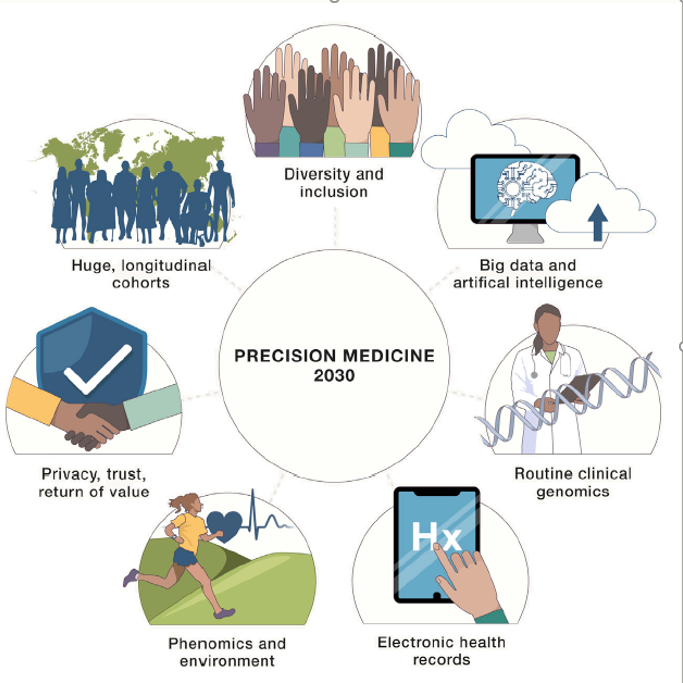 Diversity and
inclusion
Huge, longitudinal
cohorts
Big data and
artifical intelligence
PRECISION MEDICINE
2030
Privacy, trust,
return of value
Routine clinical
genomics
Hx
Phenomics and
environment
Electronic health
records